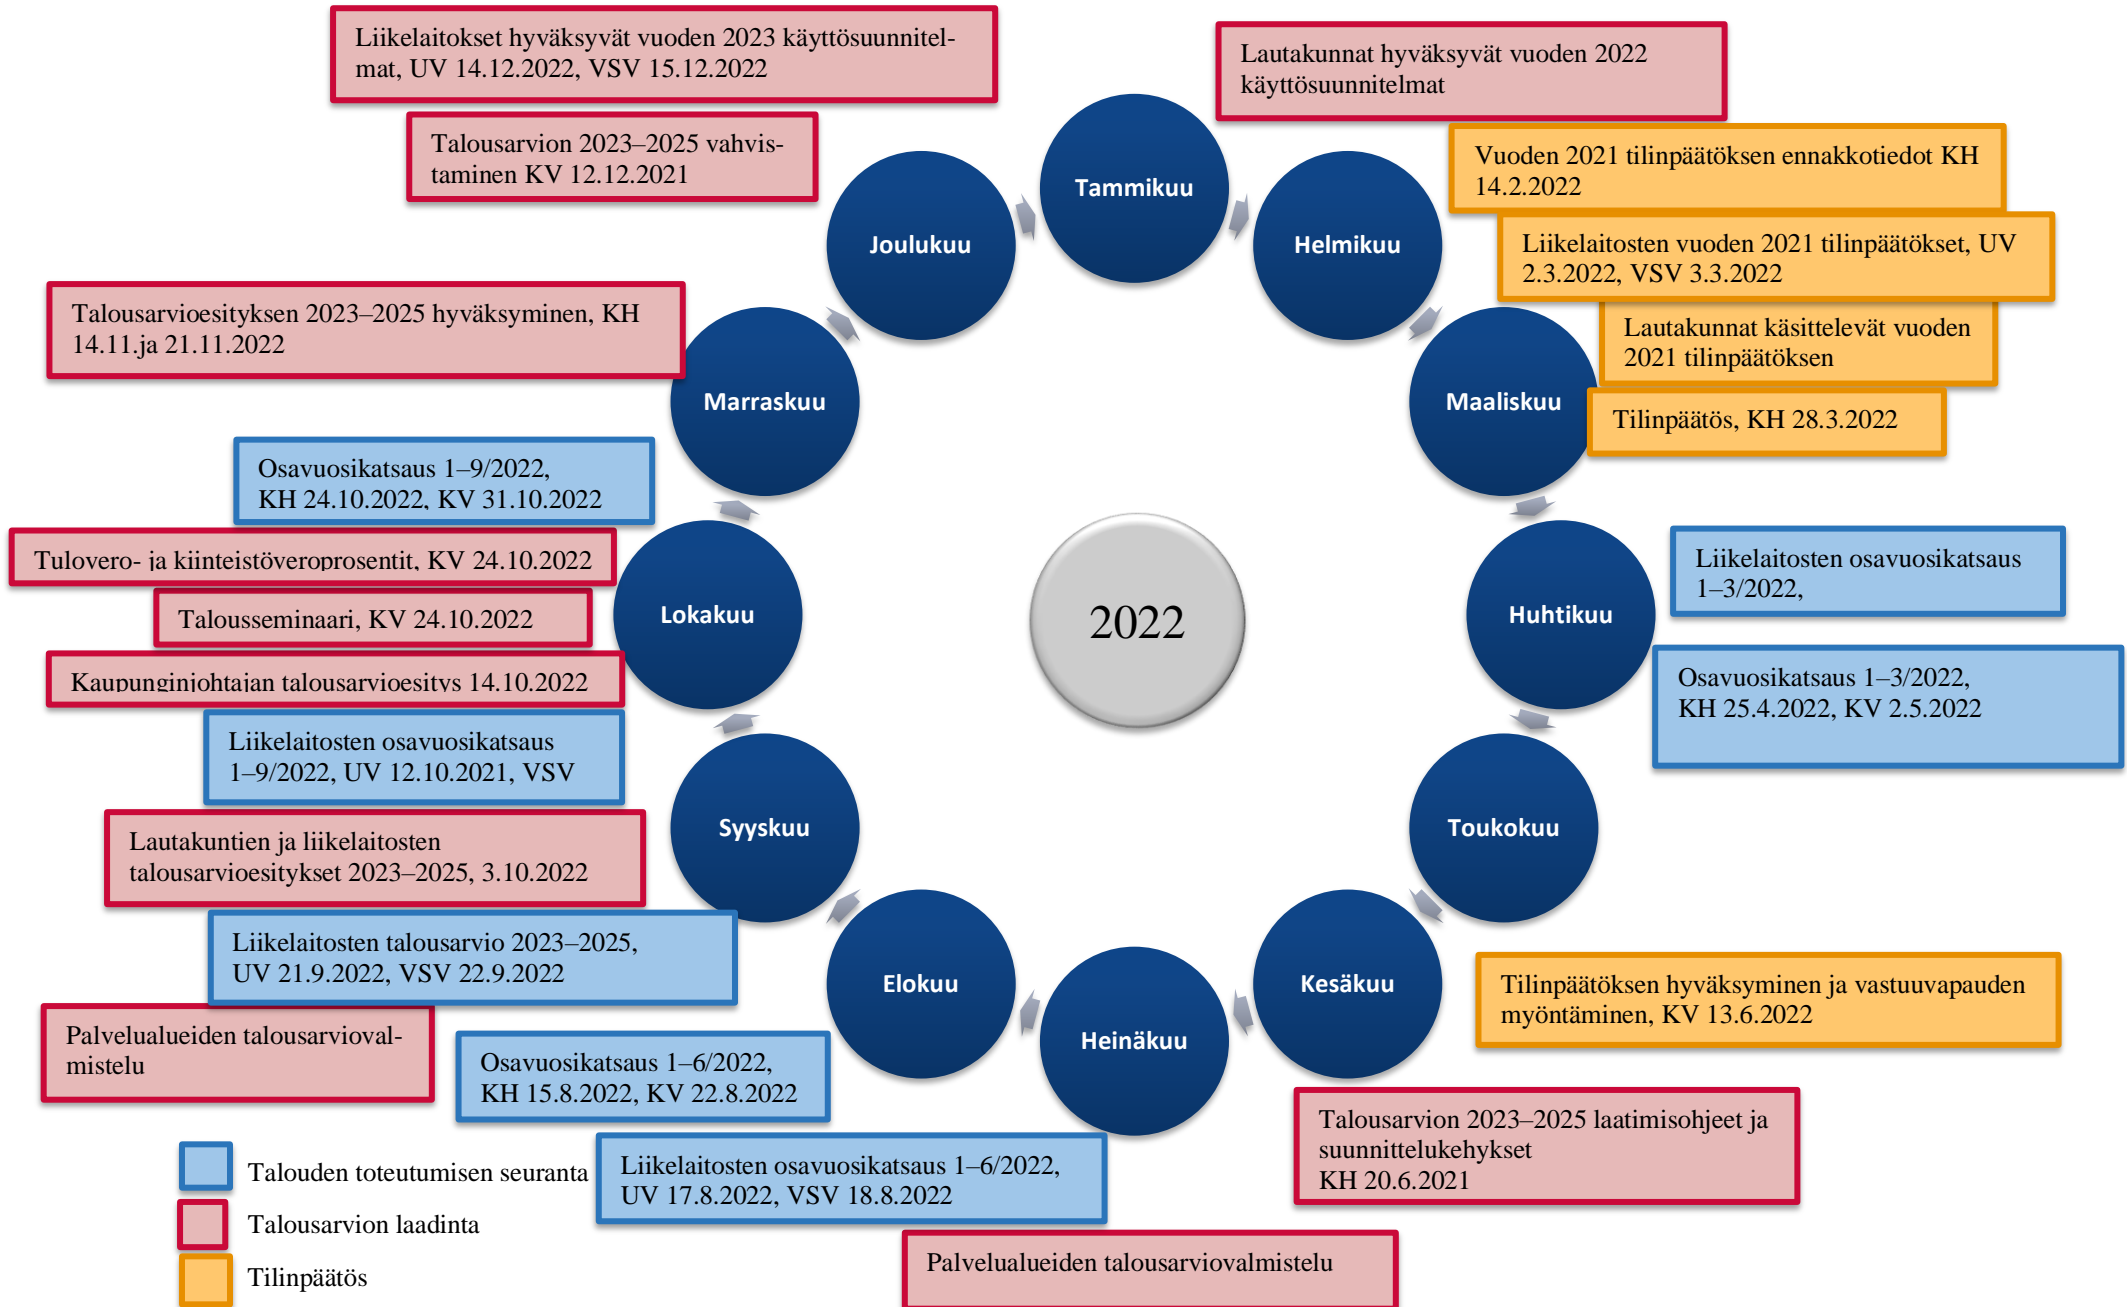 Liikelaitokset hyväksyvät vuoden 2023 käyttösuunnitel-
mat, UV 14.12.2022, VSV 15.12.2022
Lautakunnat hyväksyvät vuoden 2022
käyttösuunnitelmat
Talousarvion 2023–2025 vahvis-
taminen KV 12.12.2021
Vuoden 2021 tilinpäätöksen ennakkotiedot KH
14.2.2022
Tammikuu
Joulukuu
Helmikuu
Liikelaitosten vuoden 2021 tilinpäätökset, UV
2.3.2022, VSV 3.3.2022
Talousarvioesityksen 2023–2025 hyväksyminen, KH
14.11.ja 21.11.2022
Lautakunnat käsittelevät vuoden
2021 tilinpäätöksen
Marraskuu
Maaliskuu
Tilinpäätös, KH 28.3.2022
Osavuosikatsaus 1–9/2022,
KH 24.10.2022, KV 31.10.2022
Tulovero- ja kiinteistöveroprosentit, KV 24.10.2022
Liikelaitosten osavuosikatsaus
1–3/2022,
Talousseminaari, KV 24.10.2022
Lokakuu
2022
Huhtikuu
Kaupunginjohtajan talousarvioesitys 14.10.2022
Osavuosikatsaus 1–3/2022,
KH 25.4.2022, KV 2.5.2022
Liikelaitosten osavuosikatsaus
1–9/2022, UV 12.10.2021, VSV
Syyskuu
Toukokuu
Lautakuntien ja liikelaitosten
talousarvioesitykset 2023–2025, 3.10.2022
Liikelaitosten talousarvio 2023–2025,
UV 21.9.2022, VSV 22.9.2022
Elokuu
Kesäkuu
Tilinpäätöksen hyväksyminen ja vastuuvapauden
myöntäminen, KV 13.6.2022
Palvelualueiden talousarvioval-
mistelu
Heinäkuu
Osavuosikatsaus 1–6/2022,
KH 15.8.2022, KV 22.8.2022
Talousarvion 2023–2025 laatimisohjeet ja
suunnittelukehykset
KH 20.6.2021
Liikelaitosten osavuosikatsaus 1–6/2022,
UV 17.8.2022, VSV 18.8.2022
Palvelualueiden talousarviovalmistelu
Talouden toteutumisen seuranta
Talousarvion laadinta
Tilinpäätös